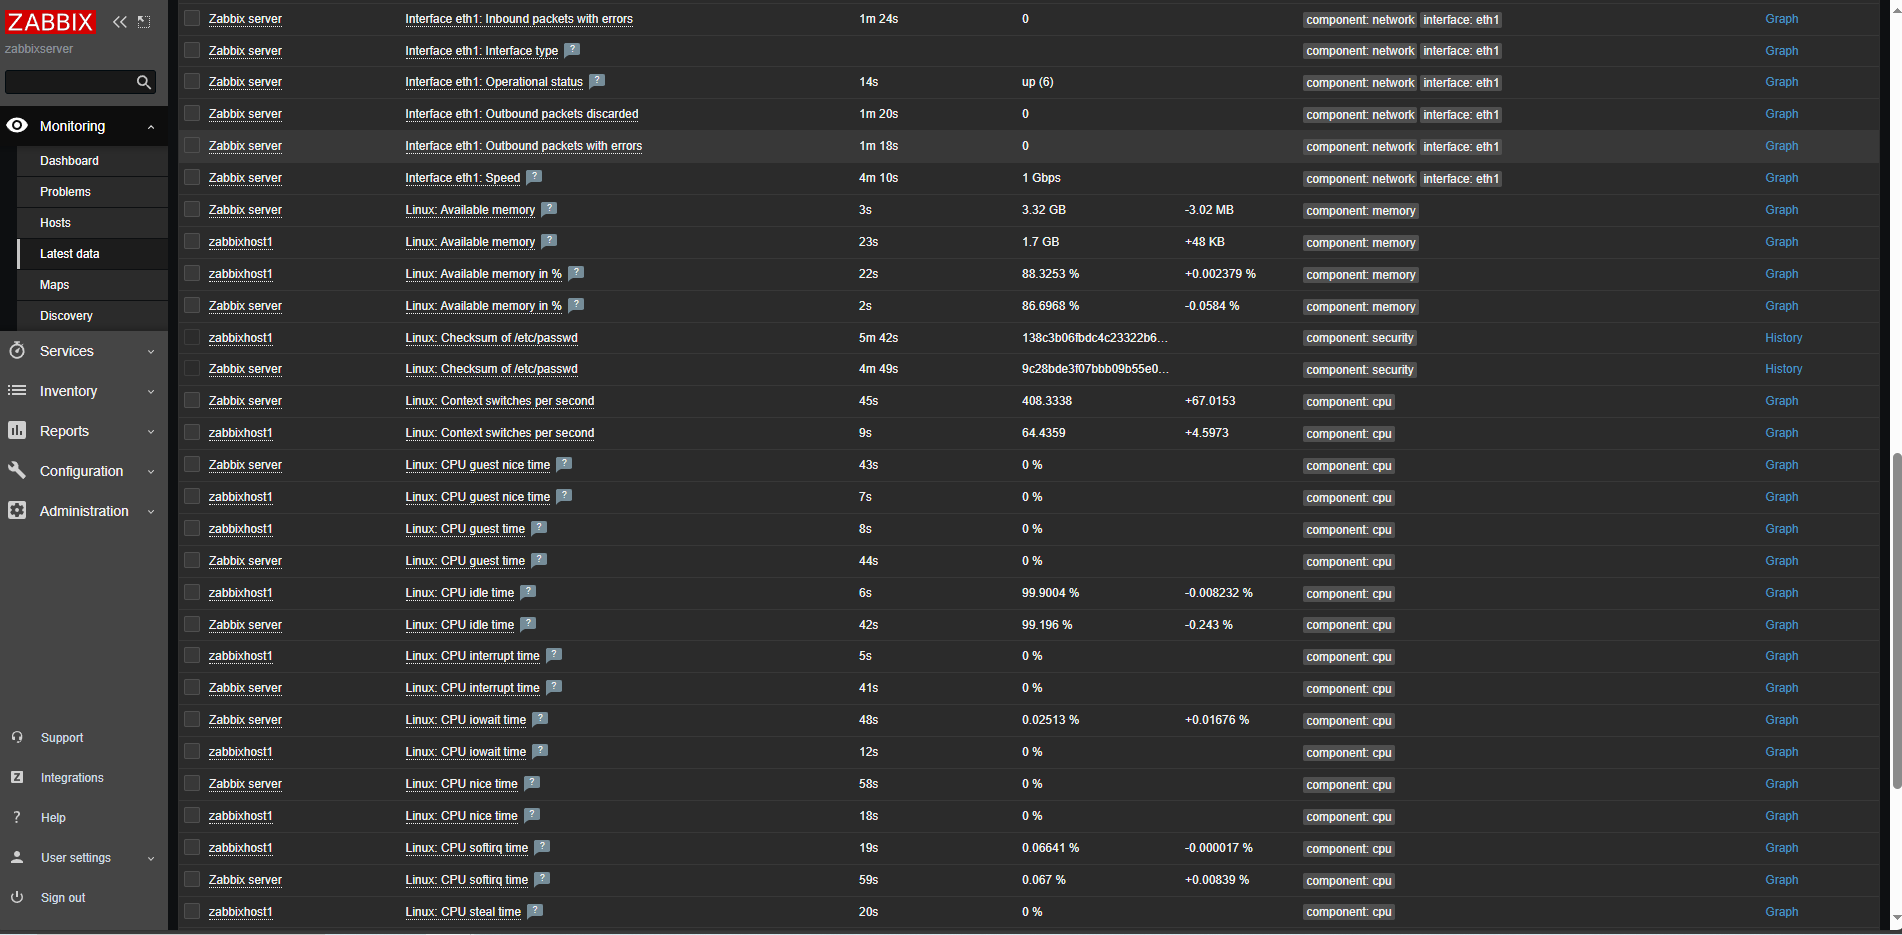 ZABBIX
zabbixserver
Monitoring
Dashboard
Problems
Hosts
Latest data
Maps
Discovery
Services
Inventory
Reports
Configuration
Administration
Support
Integrations
Help
User settings
Sign out
Zabbix server Interface eth1: Inbound packets with errors 1m 24s 0 component: network interface: eth1 Graph
Zabbix server Interface eth1: Interface type ? component: network interface: eth1 Graph
Zabbix server Interface eth1: Operational status ? 14s up (6) component: network interface: eth1 Graph
Zabbix server Interface eth1: Outbound packets discarded 1m 20s 0 component: network interface: eth1 Graph
Zabbix server Interface eth1: Outbound packets with errors 1m 18s 0 component: network interface: eth1 Graph
Zabbix server Interface eth1: Speed ? 4m 10s 1 Gbps component: network interface: eth1 Graph
Zabbix server Linux: Available memory ? 3s 3.32 GB -3.02 MB component: memory Graph
zabbixhost1 Linux: Available memory ? 23s 1.7 GB +48 KB component: memory Graph
zabbixhost1 Linux: Available memory in % ? 22s 88.3253 % +0.002379 % component: memory Graph
Zabbix server Linux: Available memory in % ? 2s 86.6968 % -0.0584 % component: memory Graph
zabbixhost1 Linux: Checksum of /etc/passwd 5m 42s 138c3b06fbdc4c23322b6... component: security History
Zabbix server Linux: Checksum of /etc/passwd 4m 49s 9c28bde3f07bbb09b55e0... component: security History
Zabbix server Linux: Context switches per second 45s 408.3338 +67.0153 component: cpu Graph
zabbixhost1 Linux: Context switches per second 9s 64.4359 +4.5973 component: cpu Graph
Zabbix server Linux: CPU guest nice time ? 43s 0 % component: cpu Graph
zabbixhost1 Linux: CPU guest nice time ? 7s 0 % component: cpu Graph
zabbixhost1 Linux: CPU guest time ? 8s 0 % component: cpu Graph
Zabbix server Linux: CPU guest time ? 44s 0 % component: cpu Graph
zabbixhost1 Linux: CPU idle time ? 6s 99.9004 % -0.008232 % component: cpu Graph
Zabbix server Linux: CPU idle time ? 42s 99.196 % -0.243 % component: cpu Graph
zabbixhost1 Linux: CPU interrupt time ? 5s 0 % component: cpu Graph
Zabbix server Linux: CPU interrupt time ? 41s 0 % component: cpu Graph
Zabbix server Linux: CPU iowait time ? 48s 0.02513 % +0.01676 % component: cpu Graph
zabbixhost1 Linux: CPU iowait time ? 12s 0 % component: cpu Graph
Zabbix server Linux: CPU nice time ? 58s 0 % component: cpu Graph
zabbixhost1 Linux: CPU nice time ? 18s 0 % component: cpu Graph
zabbixhost1 Linux: CPU softirq time ? 19s 0.06641 % -0.000017 % component: cpu Graph
Zabbix server Linux: CPU softirq time ? 59s 0.067 % +0.00839 % component: cpu Graph
zabbixhost1 Linux: CPU steal time ? 20s 0 % component: cpu Graph